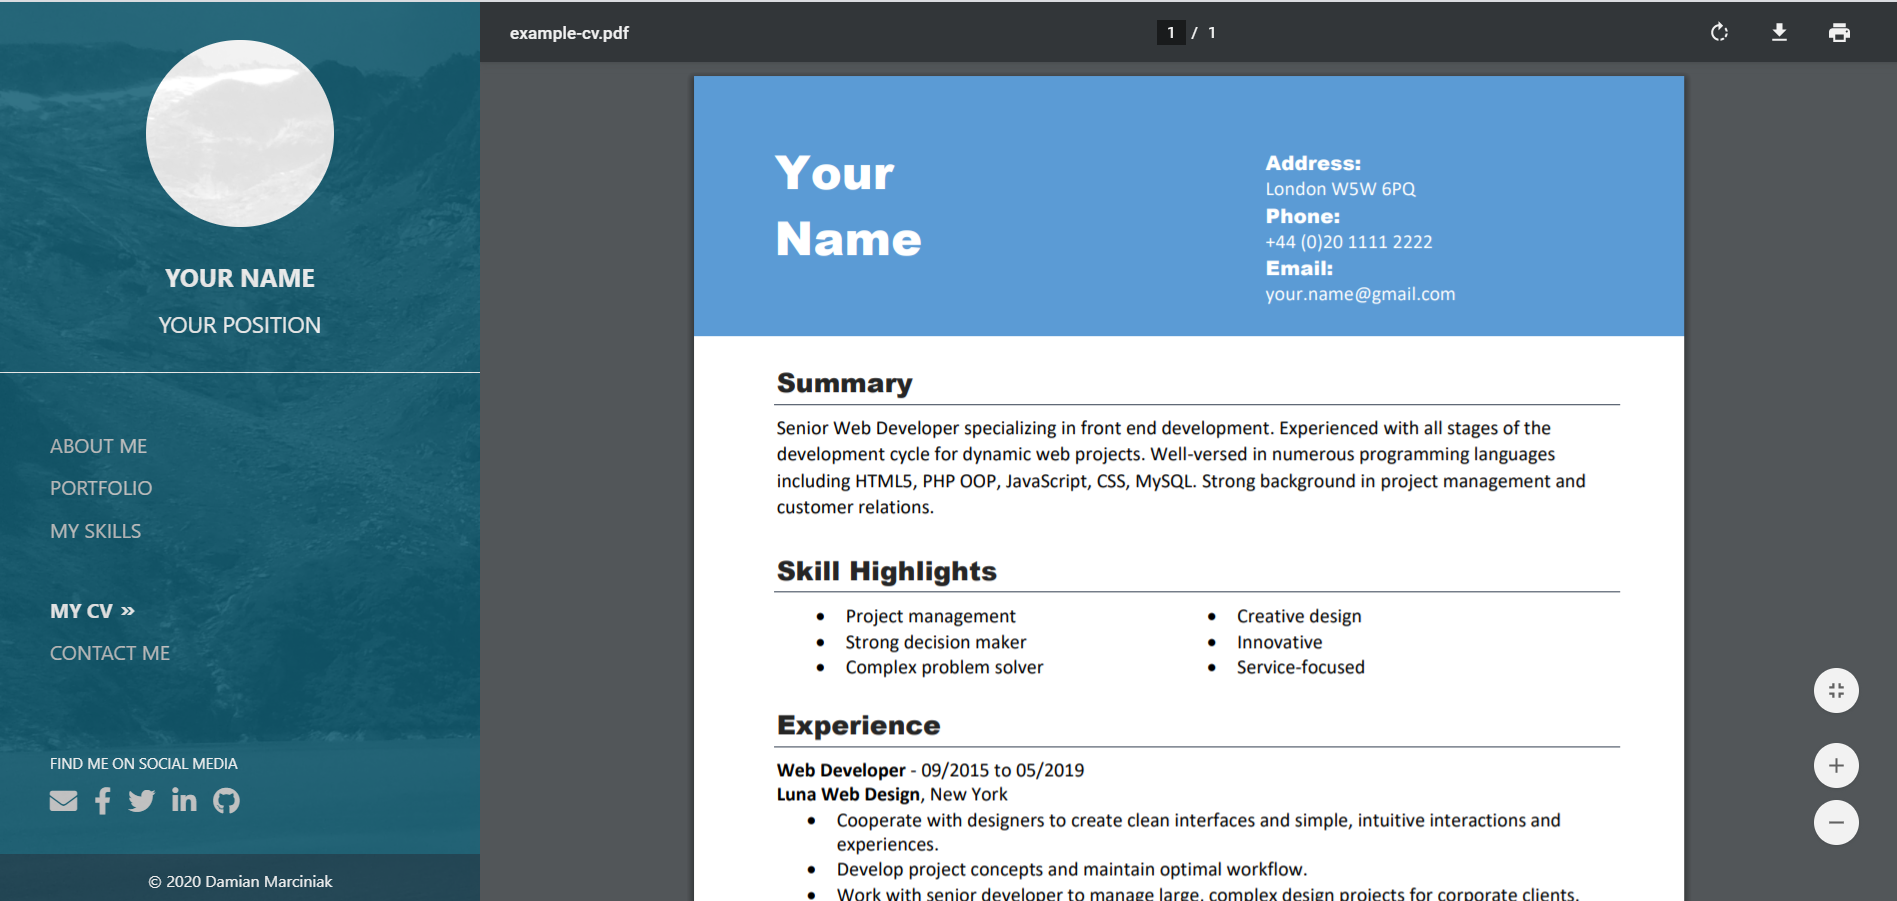 YOUR NAME
YOUR POSITION
ABOUT ME
PORTFOLIO
MY SKILLS
MY CV »
CONTACT ME
FIND ME ON SOCIAL MEDIA
© 2020 Damian Marciniak
example-cv.pdf
1 / 1
Your
Name
Address:
London W5W 6PQ
Phone:
+44 (0)20 1111 2222
Email:
your.name@gmail.com
Summary
Senior Web Developer specializing in front end development. Experienced with all stages of the
development cycle for dynamic web projects. Well-versed in numerous programming languages
including HTML5, PHP OOP, JavaScript, CSS, MySQL. Strong background in project management and
customer relations.
Skill Highlights
• Project management
• Strong decision maker
• Complex problem solver
• Creative design
• Innovative
• Service-focused
Experience
Web Developer - 09/2015 to 05/2019
Luna Web Design, New York
• Cooperate with designers to create clean interfaces and simple, intuitive interactions and
experiences.
• Develop project concepts and maintain optimal workflow.
• Work with senior developer to manage large, complex design projects for corporate clients.